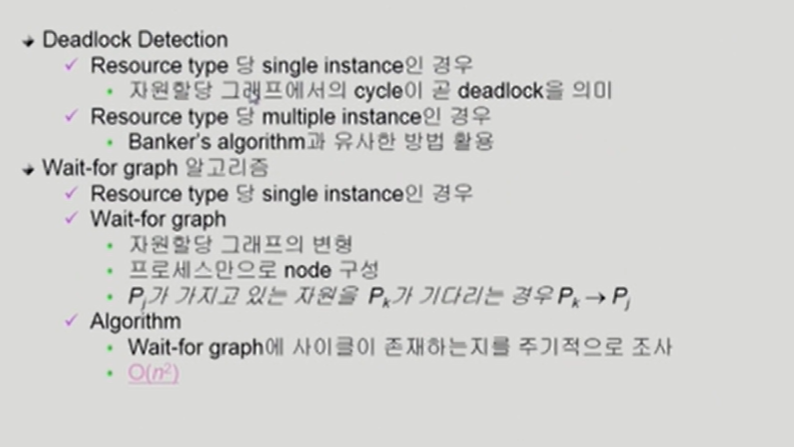 Deadlock Detection
Resource type 당 single instance인 경우
자원할당 그래프에서의 cycle이 곧 deadlock을 의미
Resource type 당 multiple instance인 경우
Banker's algorithm과 유사한 방법 활용
Wait-for graph 알고리즘
Resource type 당 single instance인 경우
Wait-for graph
자원할당 그래프의 변형
프로세스만으로 node 구성
Pj가 가지고 있는 자원을 Pk가 기다리는 경우 Pk → Pj
Algorithm
Wait-for graph에 사이클이 존재하는지를 주기적으로 조사
O(n²)